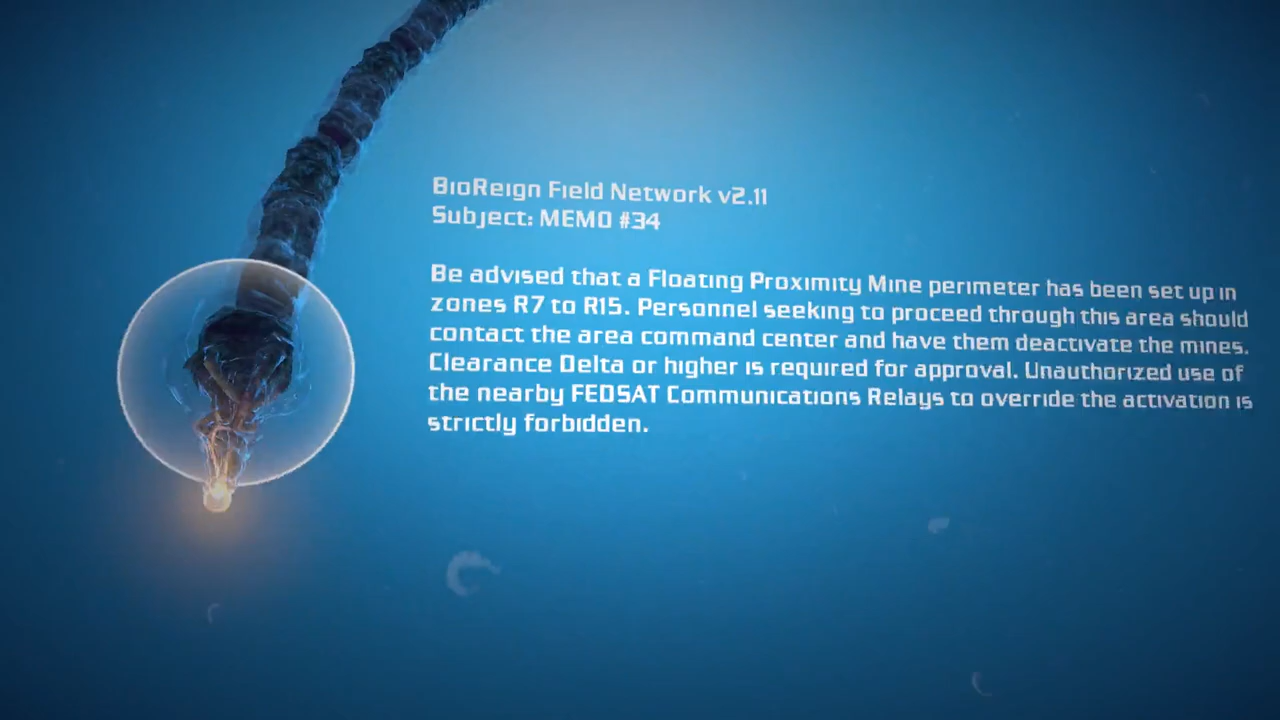 BioReign Field Network v2.11
Subject: MEMO #34
Be advised that a Floating Proximity Mine perimeter has been set up in
zones R7 to R15. Personnel seeking to proceed through this area should
contact the area command center and have them deactivate the mines.
Clearance Delta or higher is required for approval. Unauthorized use of
the nearby FEDSAT Communications Relays to override the activation is
strictly forbidden.